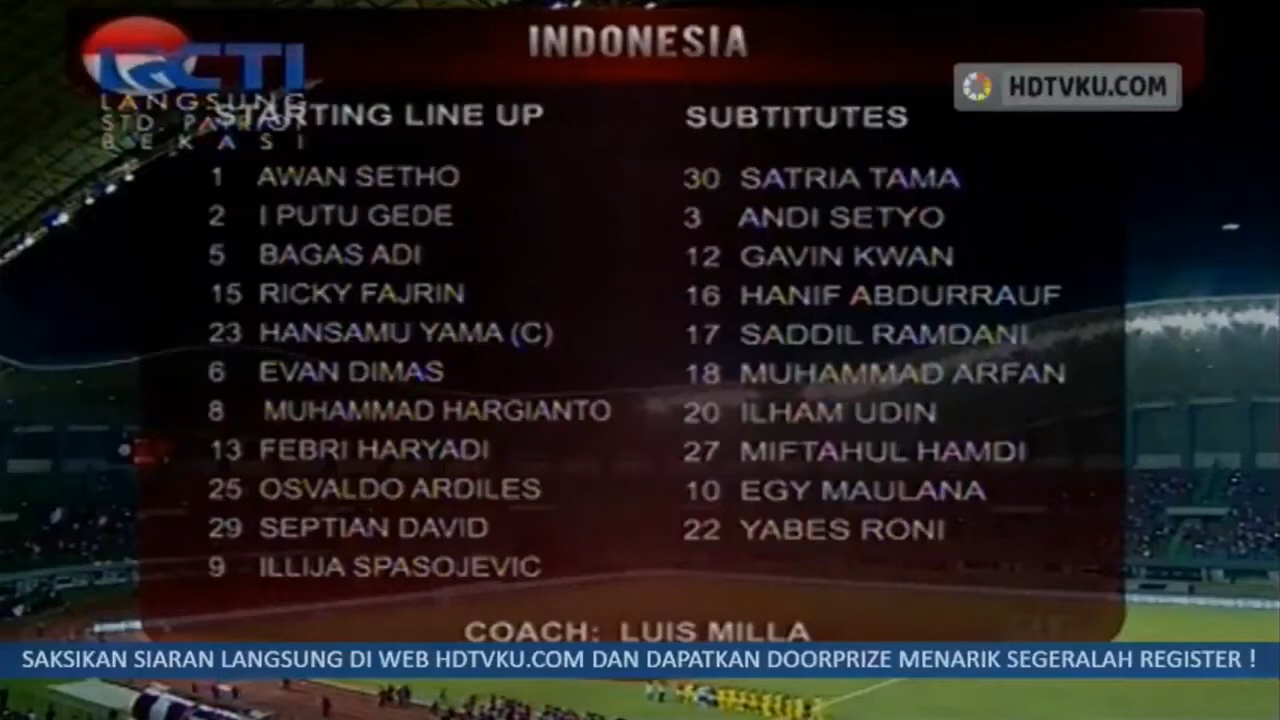 INDONESIA
RCTI
LANGSUNG
STD. PATRIOT
BEKASI
HDTVKU.COM
STARTING LINE UP
1 AWAN SETHO
2 I PUTU GEDE
5 BAGAS ADI
15 RICKY FAJRIN
23 HANSAMU YAMA (C)
6 EVAN DIMAS
8 MUHAMMAD HARGIANTO
13 FEBRI HARYADI
25 OSVALDO ARDILES
29 SEPTIAN DAVID
9 ILLIJA SPASOJEVIC
SUBTITUTES
30 SATRIA TAMA
3 ANDI SETYO
12 GAVIN KWAN
16 HANIF ABDURRAUF
17 SADDIL RAMDANI
18 MUHAMMAD ARFAN
20 ILHAM UDIN
27 MIFTAHUL HAMDI
10 EGY MAULANA
22 YABES RONI
COACH: LUIS MILLA
SAKSIKAN SIARAN LANGSUNG DI WEB HDTVKU.COM DAN DAPATKAN DOORPRIZE MENARIK SEGERALAH REGISTER !